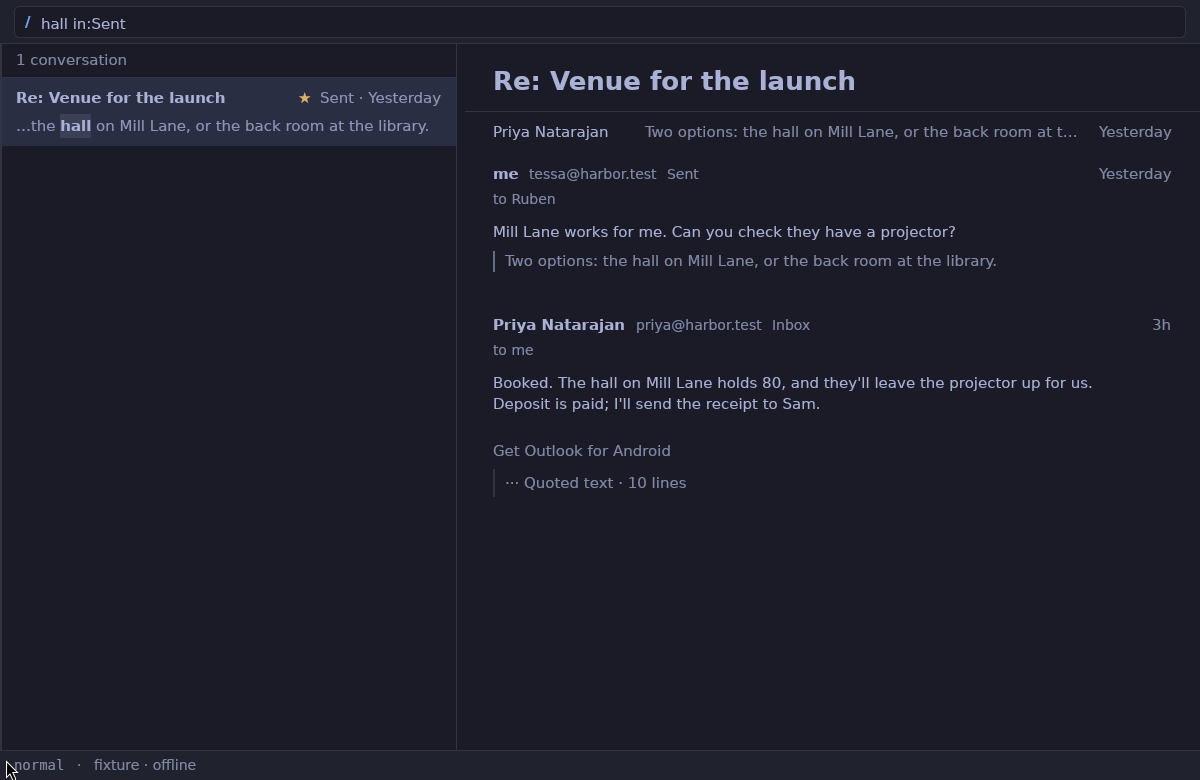 / hall in:Sent
1 conversation
Re: Venue for the launch ★ Sent · Yesterday
…the hall on Mill Lane, or the back room at the library.
Re: Venue for the launch
Priya Natarajan Two options: the hall on Mill Lane, or the back room at t… Yesterday
me tessa@harbor.test Sent Yesterday
to Ruben
Mill Lane works for me. Can you check they have a projector?
Two options: the hall on Mill Lane, or the back room at the library.
Priya Natarajan priya@harbor.test Inbox 3h
to me
Booked. The hall on Mill Lane holds 80, and they'll leave the projector up for us.
Deposit is paid; I'll send the receipt to Sam.
Get Outlook for Android
··· Quoted text · 10 lines
normal · fixture · offline